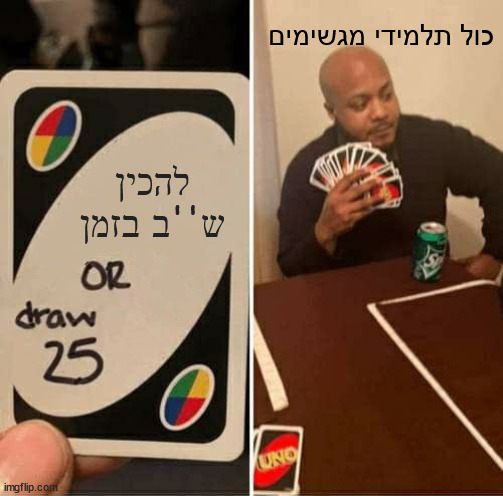 להכין
ש''ב בזמן
OR
draw
25
כול תלמידי מגשימים
UNO
imgflip.com